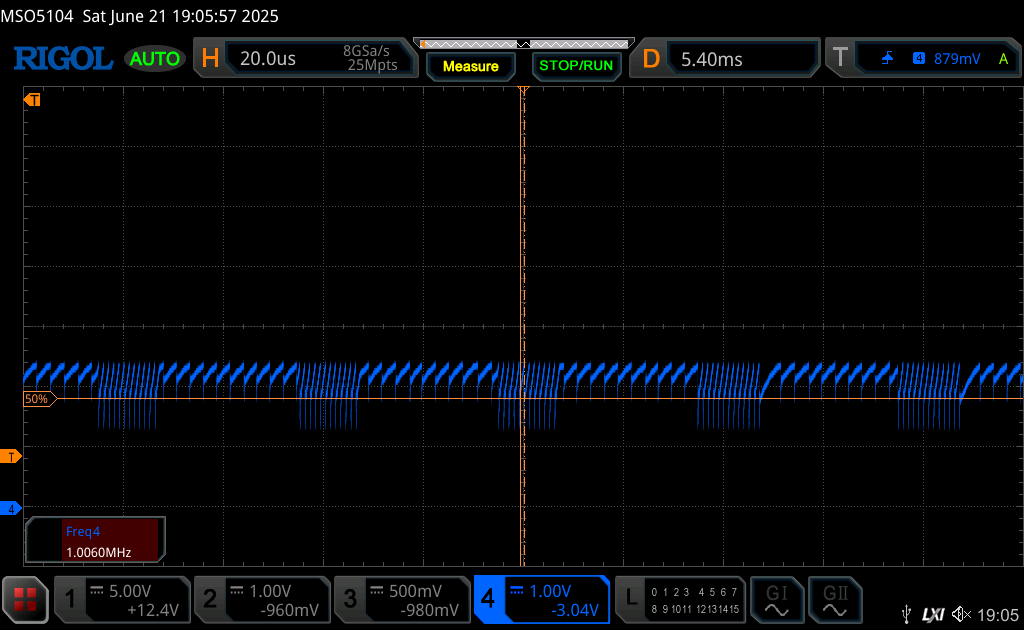 MSO5104 Sat June 21 19:05:57 2025
RIGOL AUTO H 20.0us 8GSa/s 25Mpts Measure STOP/RUN D 5.40ms T 4 879mV A
T
50%
T
4
Freq4
1.0060MHz
1 5.00V +12.4V
2 1.00V -960mV
3 500mV -980mV
4 1.00V -3.04V
L 0 1 2 3 4 5 6 7
8 9 10 11 12 13 14 15
GI GII
LXI 19:05